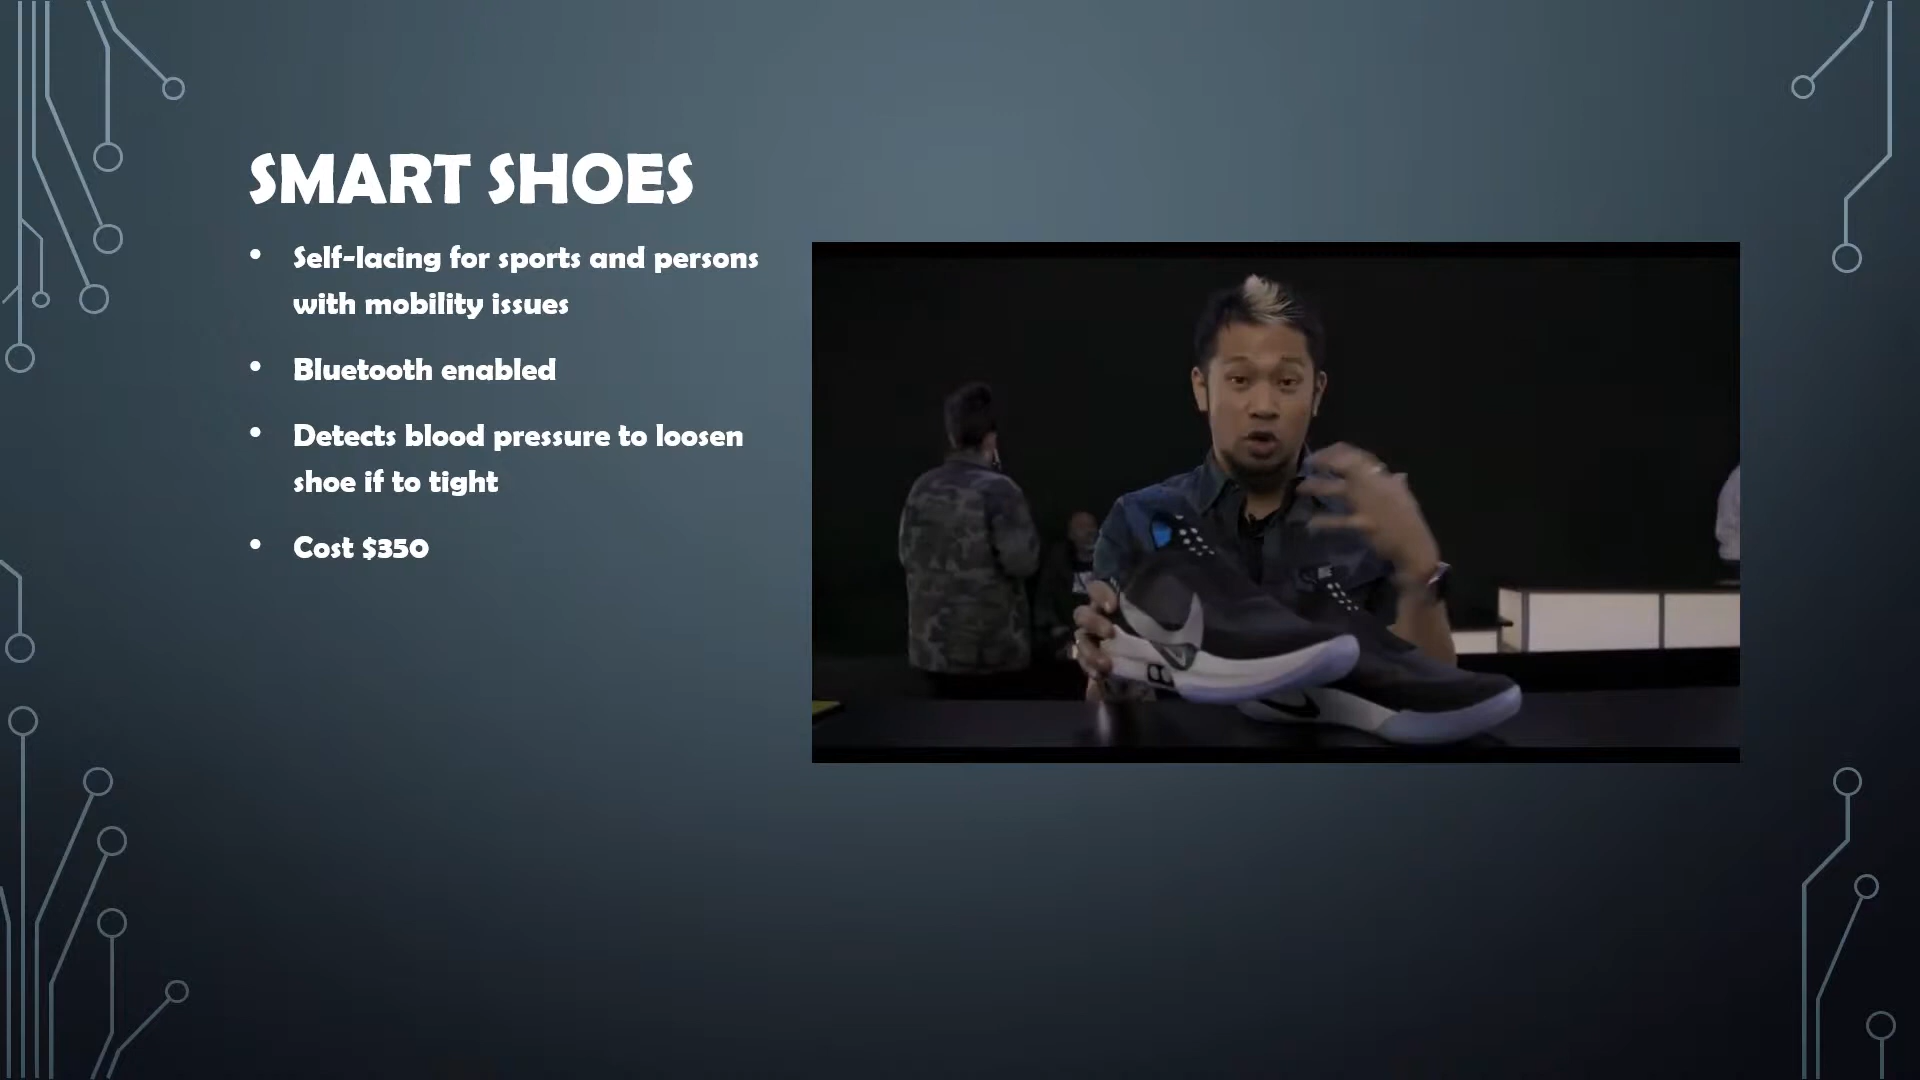 SMART SHOES
• Self-lacing for sports and persons
with mobility issues
• Bluetooth enabled
• Detects blood pressure to loosen
shoe if to tight
• Cost $350